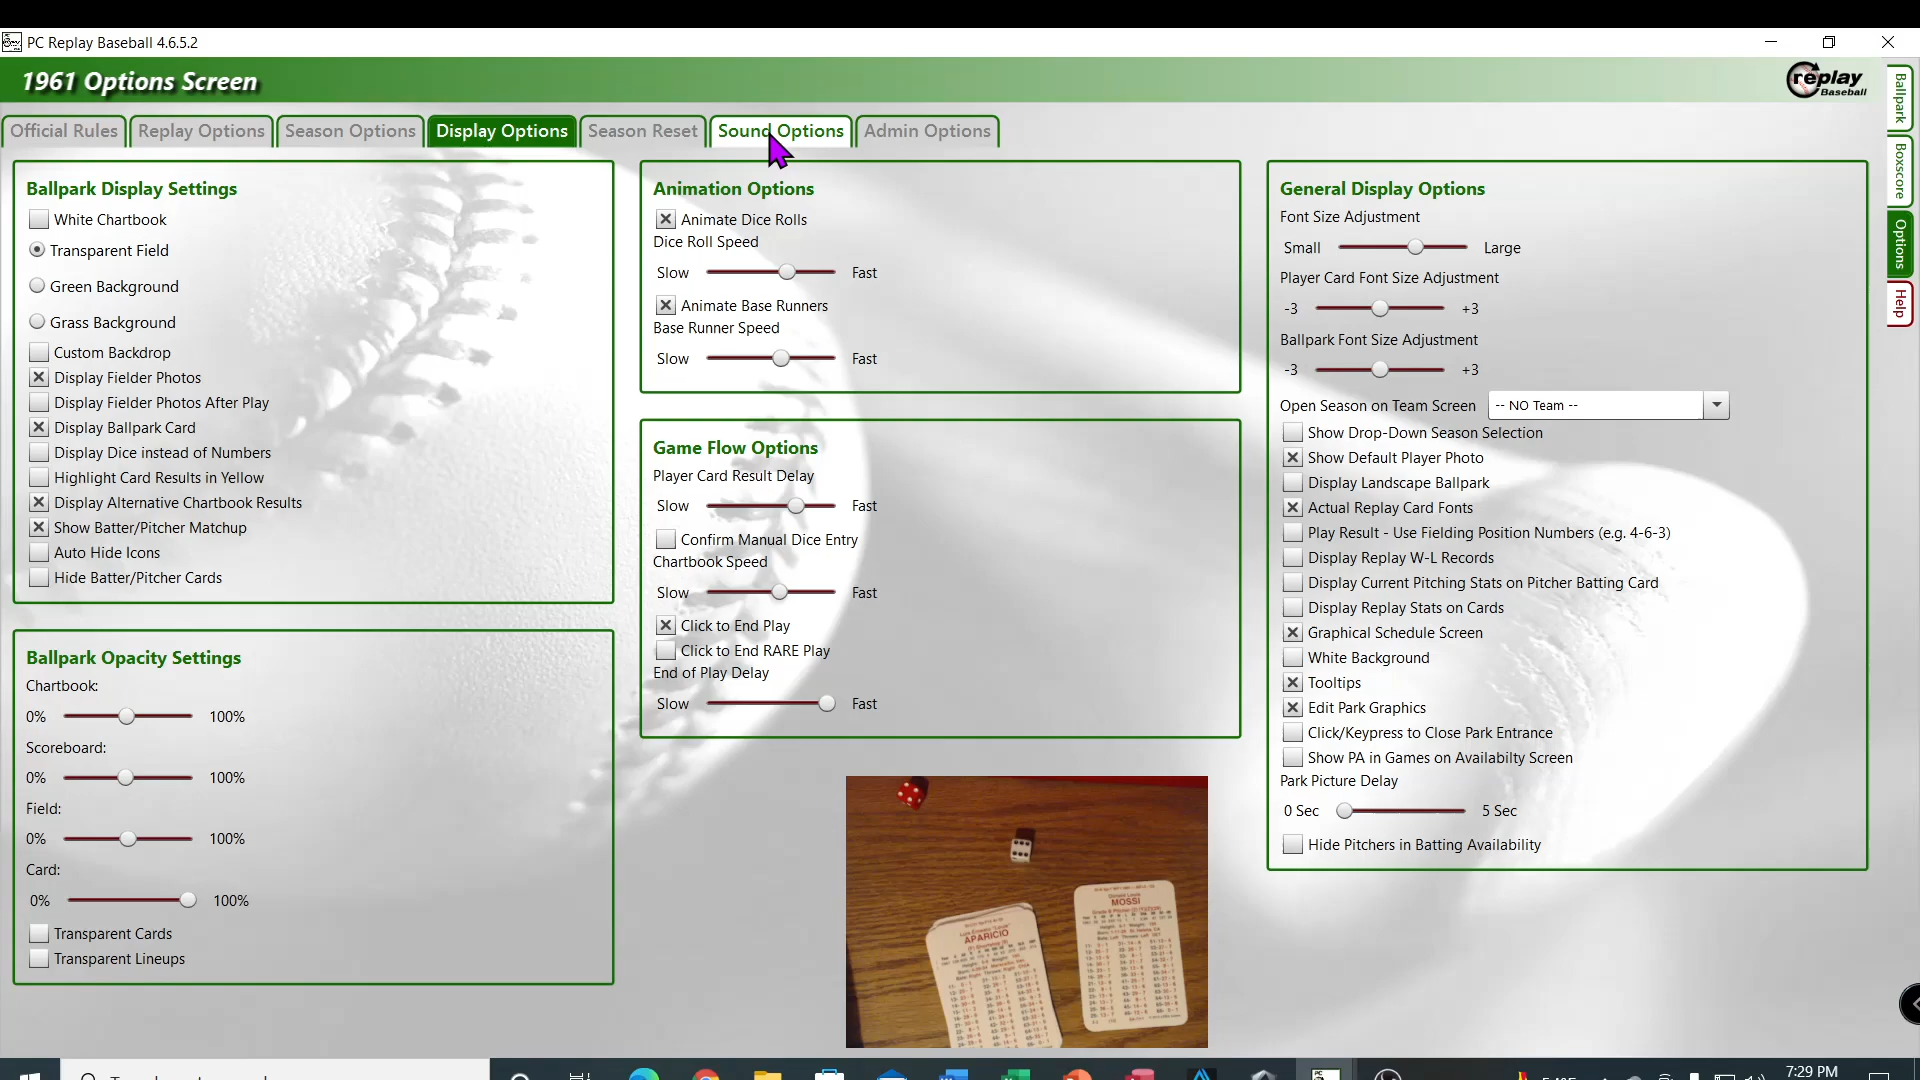 PC Replay Baseball 4.6.5.2
1961 Options Screen
replay
Baseball
Official Rules
Replay Options
Season Options
Display Options
Season Reset
Sound Options
Admin Options
Ballpark
Boxscore
Options
Help
Ballpark Display Settings
White Chartbook
Transparent Field
Green Background
Grass Background
Custom Backdrop
Display Fielder Photos
Display Fielder Photos After Play
Display Ballpark Card
Display Dice instead of Numbers
Highlight Card Results in Yellow
Display Alternative Chartbook Results
Show Batter/Pitcher Matchup
Auto Hide Icons
Hide Batter/Pitcher Cards
Ballpark Opacity Settings
Chartbook:
0% 100%
Scoreboard:
0% 100%
Field:
0% 100%
Card:
0% 100%
Transparent Cards
Transparent Lineups
Animation Options
Animate Dice Rolls
Dice Roll Speed
Slow Fast
Animate Base Runners
Base Runner Speed
Slow Fast
Game Flow Options
Player Card Result Delay
Slow Fast
Confirm Manual Dice Entry
Chartbook Speed
Slow Fast
Click to End Play
Click to End RARE Play
End of Play Delay
Slow Fast
APARICIO
MOSSI
General Display Options
Font Size Adjustment
Small Large
Player Card Font Size Adjustment
-3 +3
Ballpark Font Size Adjustment
-3 +3
Open Season on Team Screen -- NO Team --
Show Drop-Down Season Selection
Show Default Player Photo
Display Landscape Ballpark
Actual Replay Card Fonts
Play Result - Use Fielding Position Numbers (e.g. 4-6-3)
Display Replay W-L Records
Display Current Pitching Stats on Pitcher Batting Card
Display Replay Stats on Cards
Graphical Schedule Screen
White Background
Tooltips
Edit Park Graphics
Click/Keypress to Close Park Entrance
Show PA in Games on Availabilty Screen
Park Picture Delay
0 Sec 5 Sec
Hide Pitchers in Batting Availability
7:29 PM